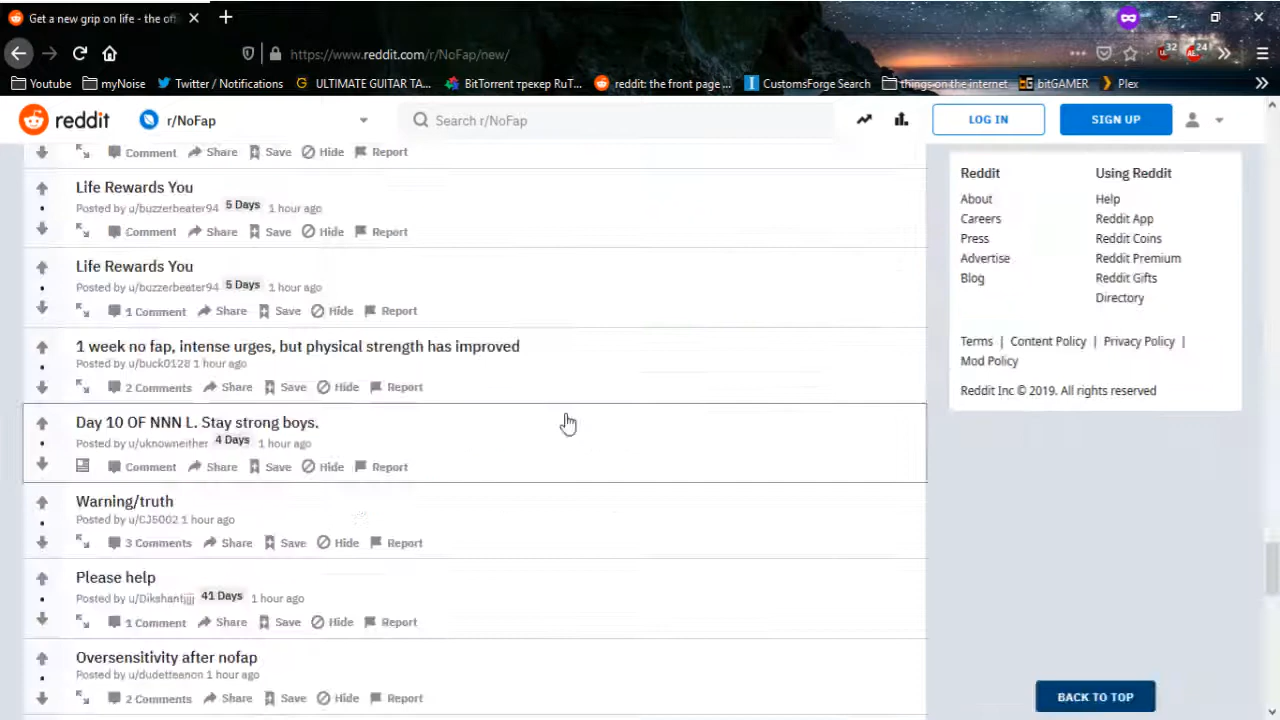 Get a new grip on life - the of
https://www.reddit.com/r/NoFap/new/
32 24
Youtube myNoise Twitter / Notifications ULTIMATE GUITAR TA... BitTorrent трекер RuT... reddit: the front page ... CustomsForge Search things on the internet bitGAMER Plex
reddit r/NoFap Search r/NoFap LOG IN SIGN UP
Comment Share Save Hide Report
Life Rewards You
Posted by u/buzzerbeater94 5 Days 1 hour ago
Comment Share Save Hide Report
Life Rewards You
Posted by u/buzzerbeater94 5 Days 1 hour ago
1 Comment Share Save Hide Report
1 week no fap, intense urges, but physical strength has improved
Posted by u/buck0128 1 hour ago
2 Comments Share Save Hide Report
Day 10 OF NNN L. Stay strong boys.
Posted by u/uknowneither 4 Days 1 hour ago
Comment Share Save Hide Report
Warning/truth
Posted by u/CJ5002 1 hour ago
3 Comments Share Save Hide Report
Please help
Posted by u/Dikshantjjjj 41 Days 1 hour ago
1 Comment Share Save Hide Report
Oversensitivity after nofap
Posted by 1 hour ago
2 Comments Share Save Hide Report
Reddit Using Reddit
About Help
Careers Reddit App
Press Reddit Coins
Advertise Reddit Premium
Blog Reddit Gifts
Directory
Terms | Content Policy | Privacy Policy |
Mod Policy
Reddit Inc © 2019. All rights reserved
BACK TO TOP